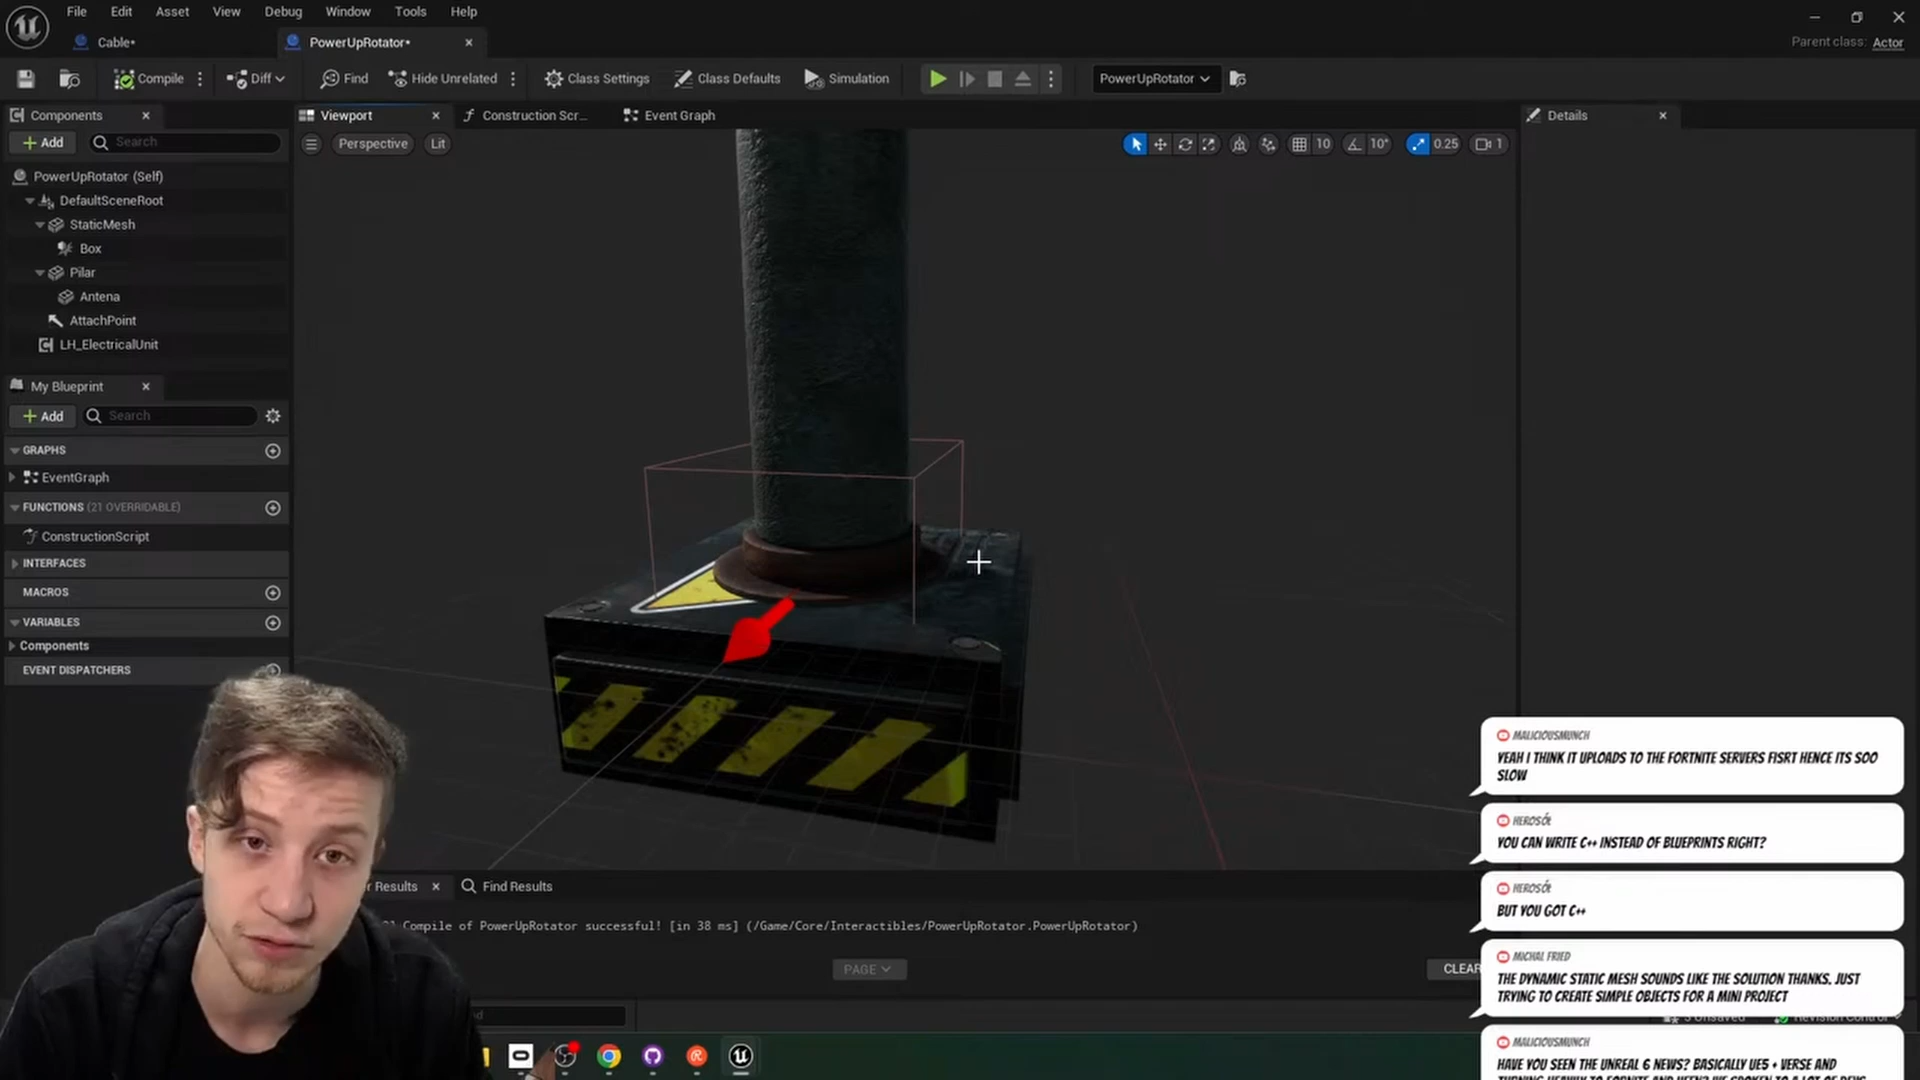 File Edit Asset View Debug Window Tools Help
Cable*
PowerUpRotator*
Parent class: Actor
Compile
Diff
Find
Hide Unrelated
Class Settings
Class Defaults
Simulation
PowerUpRotator
Components
Viewport
Construction Scr...
Event Graph
Details
Add
Search
Perspective
Lit
10
10°
0.25
1
PowerUpRotator (Self)
DefaultSceneRoot
StaticMesh
Box
Pilar
Antena
AttachPoint
LH_ElectricalUnit
My Blueprint
Add
Search
GRAPHS
EventGraph
FUNCTIONS (21 OVERRIDABLE)
ConstructionScript
INTERFACES
MACROS
VARIABLES
Components
EVENT DISPATCHERS
r Results
Find Results
Compile of PowerUpRotator successful! [in 38 ms] (/Game/Core/Interactibles/PowerUpRotator.PowerUpRotator)
PAGE
CLEAR
MALICIOUSMUNCH
YEAH I THINK IT UPLOADS TO THE FORTNITE SERVERS FISRT HENCE ITS SOO
SLOW
HEROSÓŁ
YOU CAN WRITE C++ INSTEAD OF BLUEPRINTS RIGHT?
HEROSÓŁ
BUT YOU GOT C++
MICHAL FRIED
THE DYNAMIC STATIC MESH SOUNDS LIKE THE SOLUTION THANKS. JUST
TRYING TO CREATE SIMPLE OBJECTS FOR A MINI PROJECT
MALICIOUSMUNCH
HAVE YOU SEEN THE UNREAL 6 NEWS? BASICALLY UE5 + VERSE AND